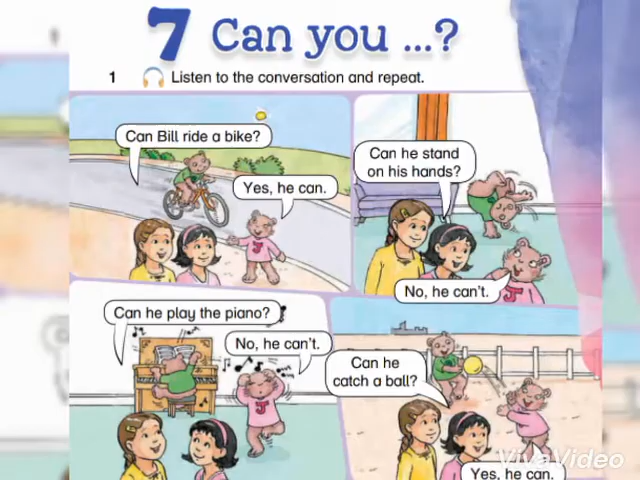 7 Can you ...?
1 Listen to the conversation and repeat.
Can Bill ride a bike?
Yes, he can.
Can he stand
on his hands?
No, he can't.
Can he play the piano?
No, he can't.
Can he
catch a ball?
Yes, he can.
J
J
J
VivaVideo